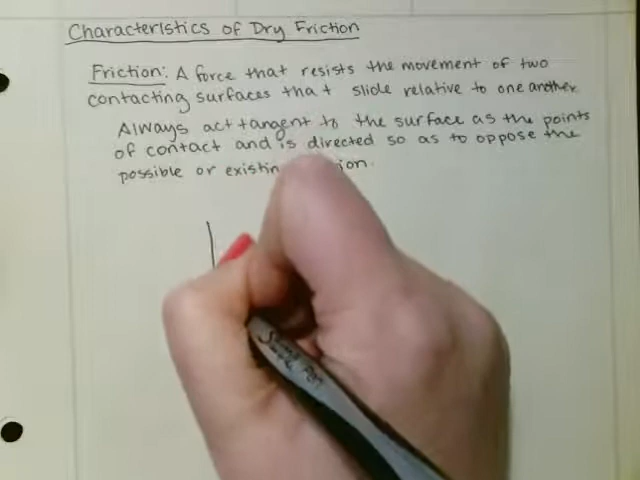 Characteristics of Dry Friction
Friction: A force that resists the movement of two
contacting surfaces that slide relative to one another.
Always act tangent to the surface as the points
of contact and is directed so as to oppose the
possible or existin ion.